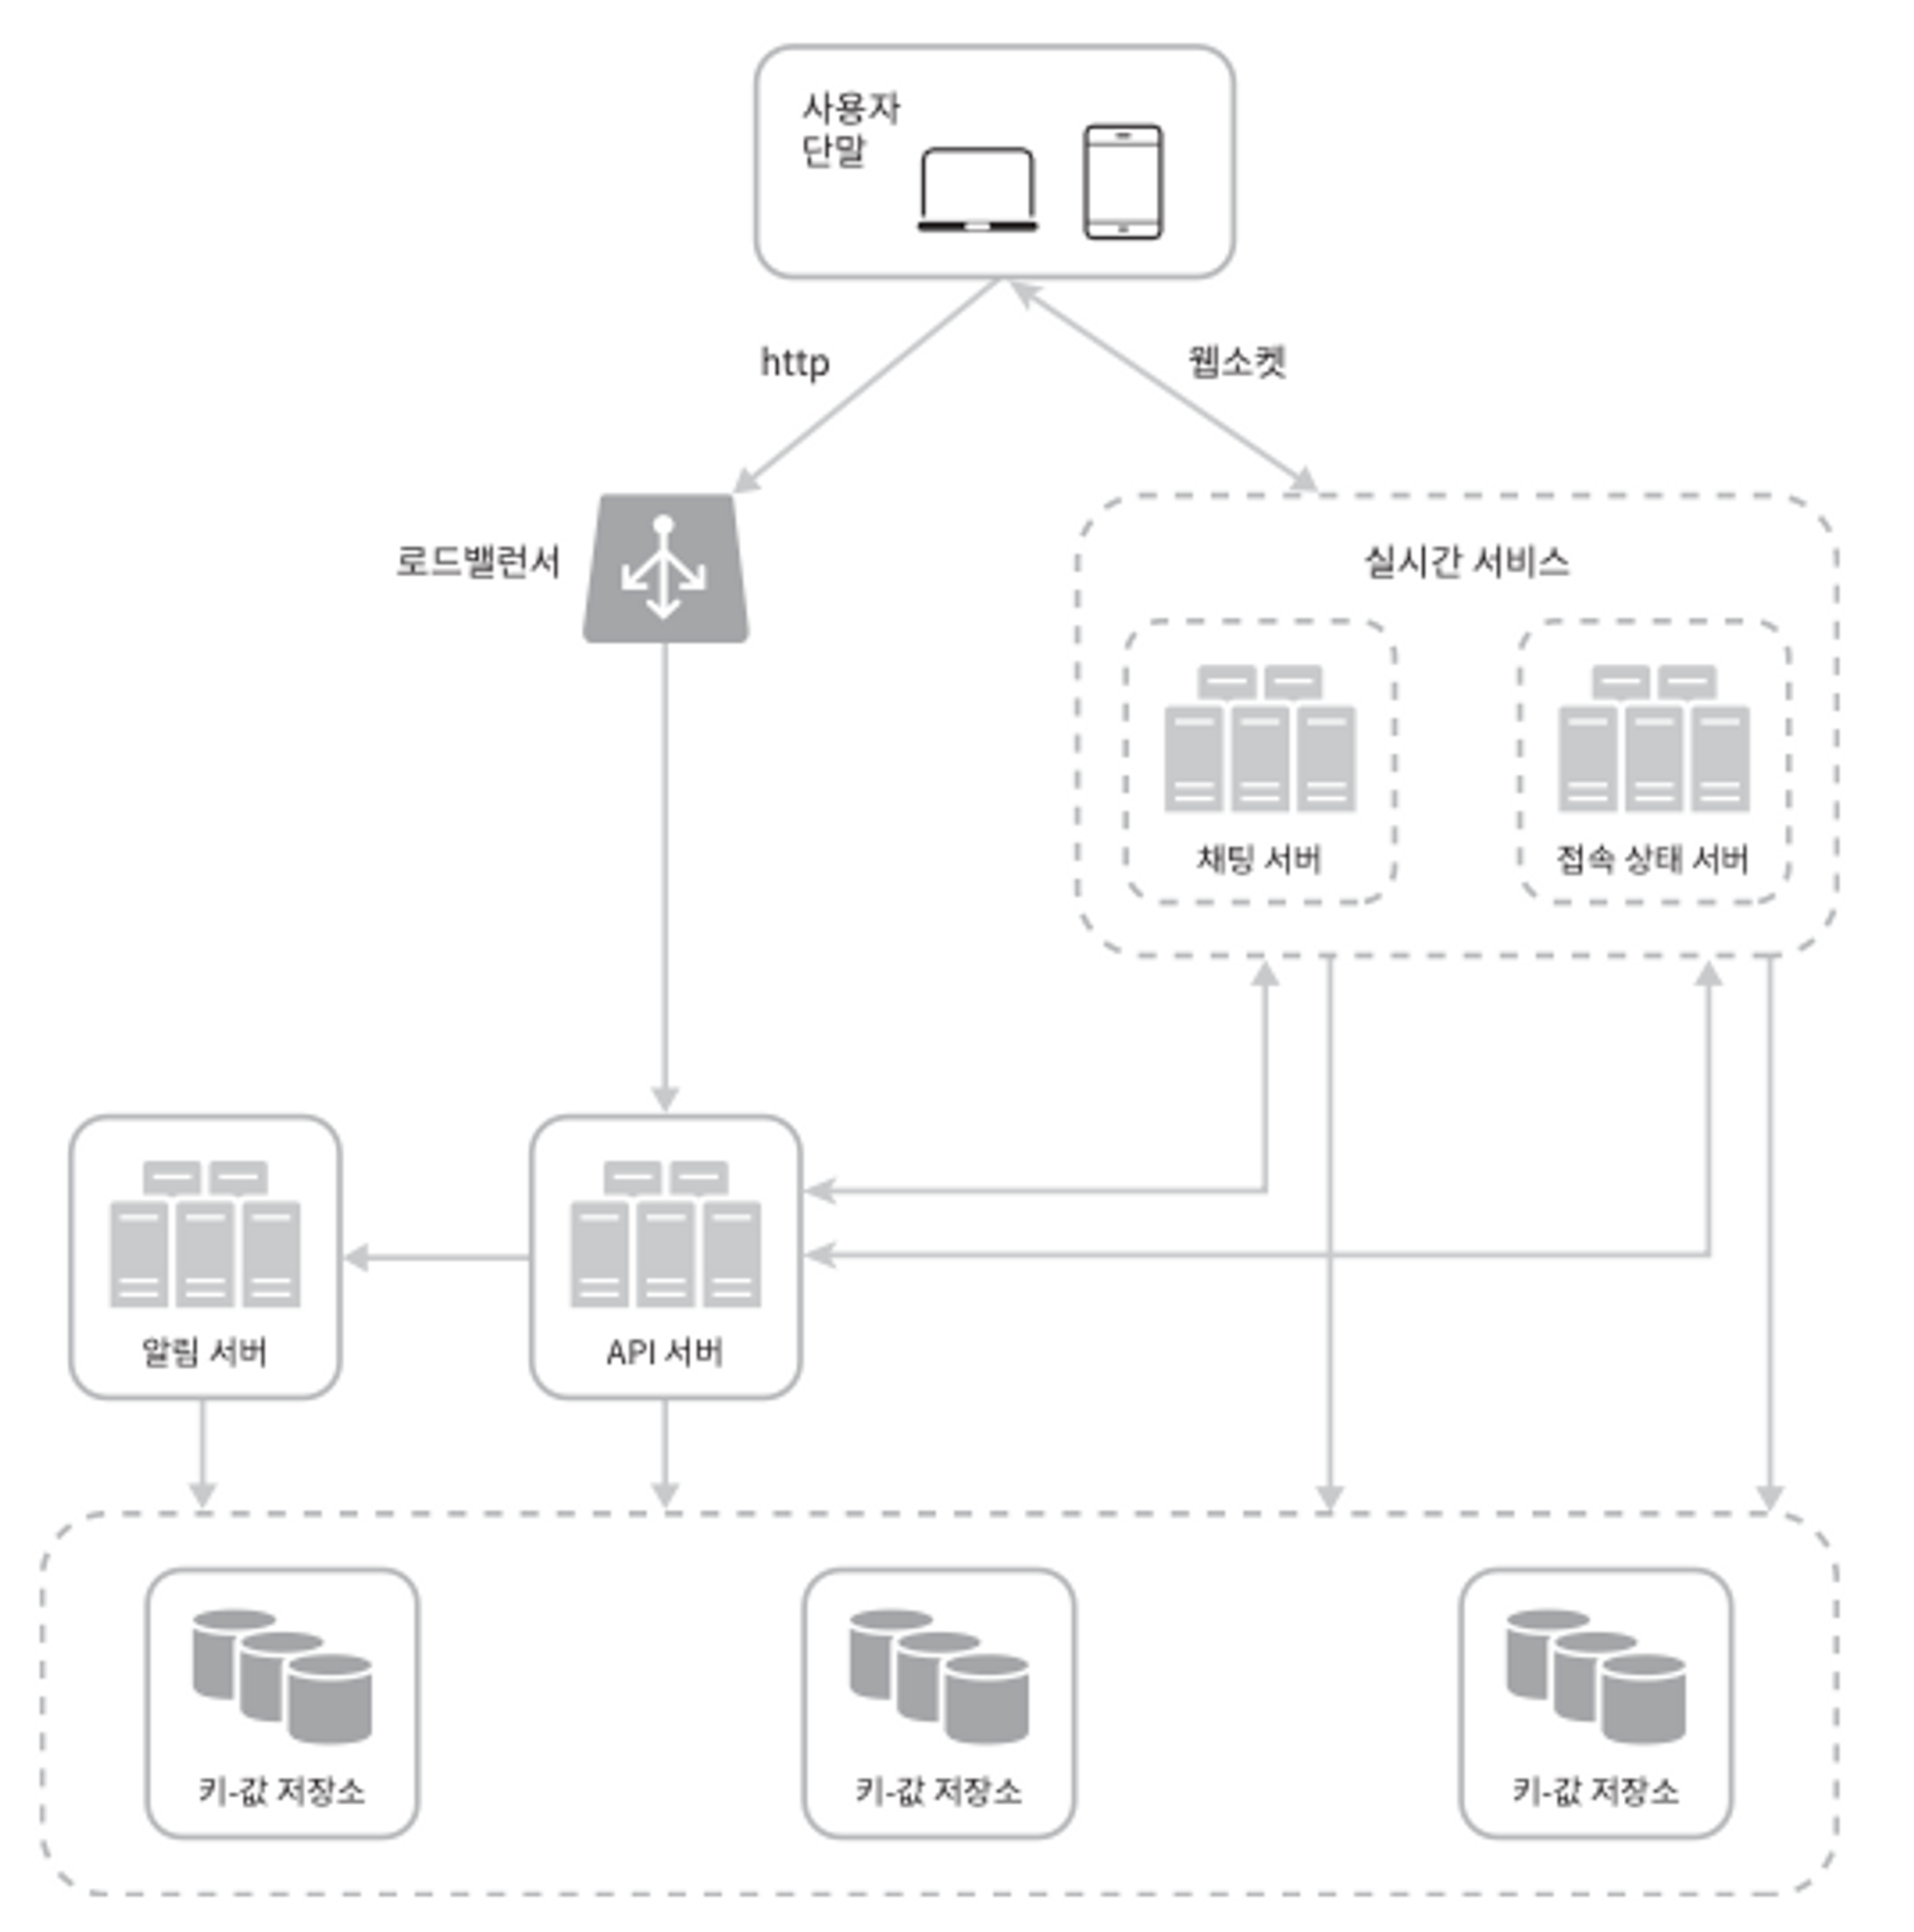 사용자
단말
http
웹소켓
로드밸런서
실시간 서비스
채팅 서버
접속 상태 서버
알림 서버
API 서버
키-값 저장소
키-값 저장소
키-값 저장소